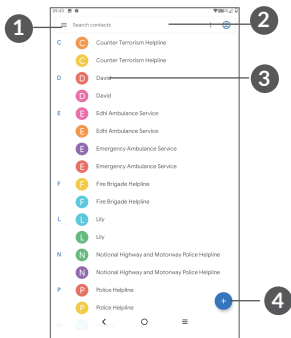 09:43
1
Search contacts
2
C C Counter Terrorism Helpline
C Counter Terrorism Helpline
D D David
3
D David
E E Edhi Ambulance Service
E Edhi Ambulance Service
E Emergency Ambulance Service
E Emergency Ambulance Service
F F Fire Brigade Helpline
F Fire Brigade Helpline
L L Lily
L Lily
N N Notional Highway and Motorway Police Helpline
N Notional Highway and Motorway Police Helpline
P P Police Helpline
+
4
P Police Helpline